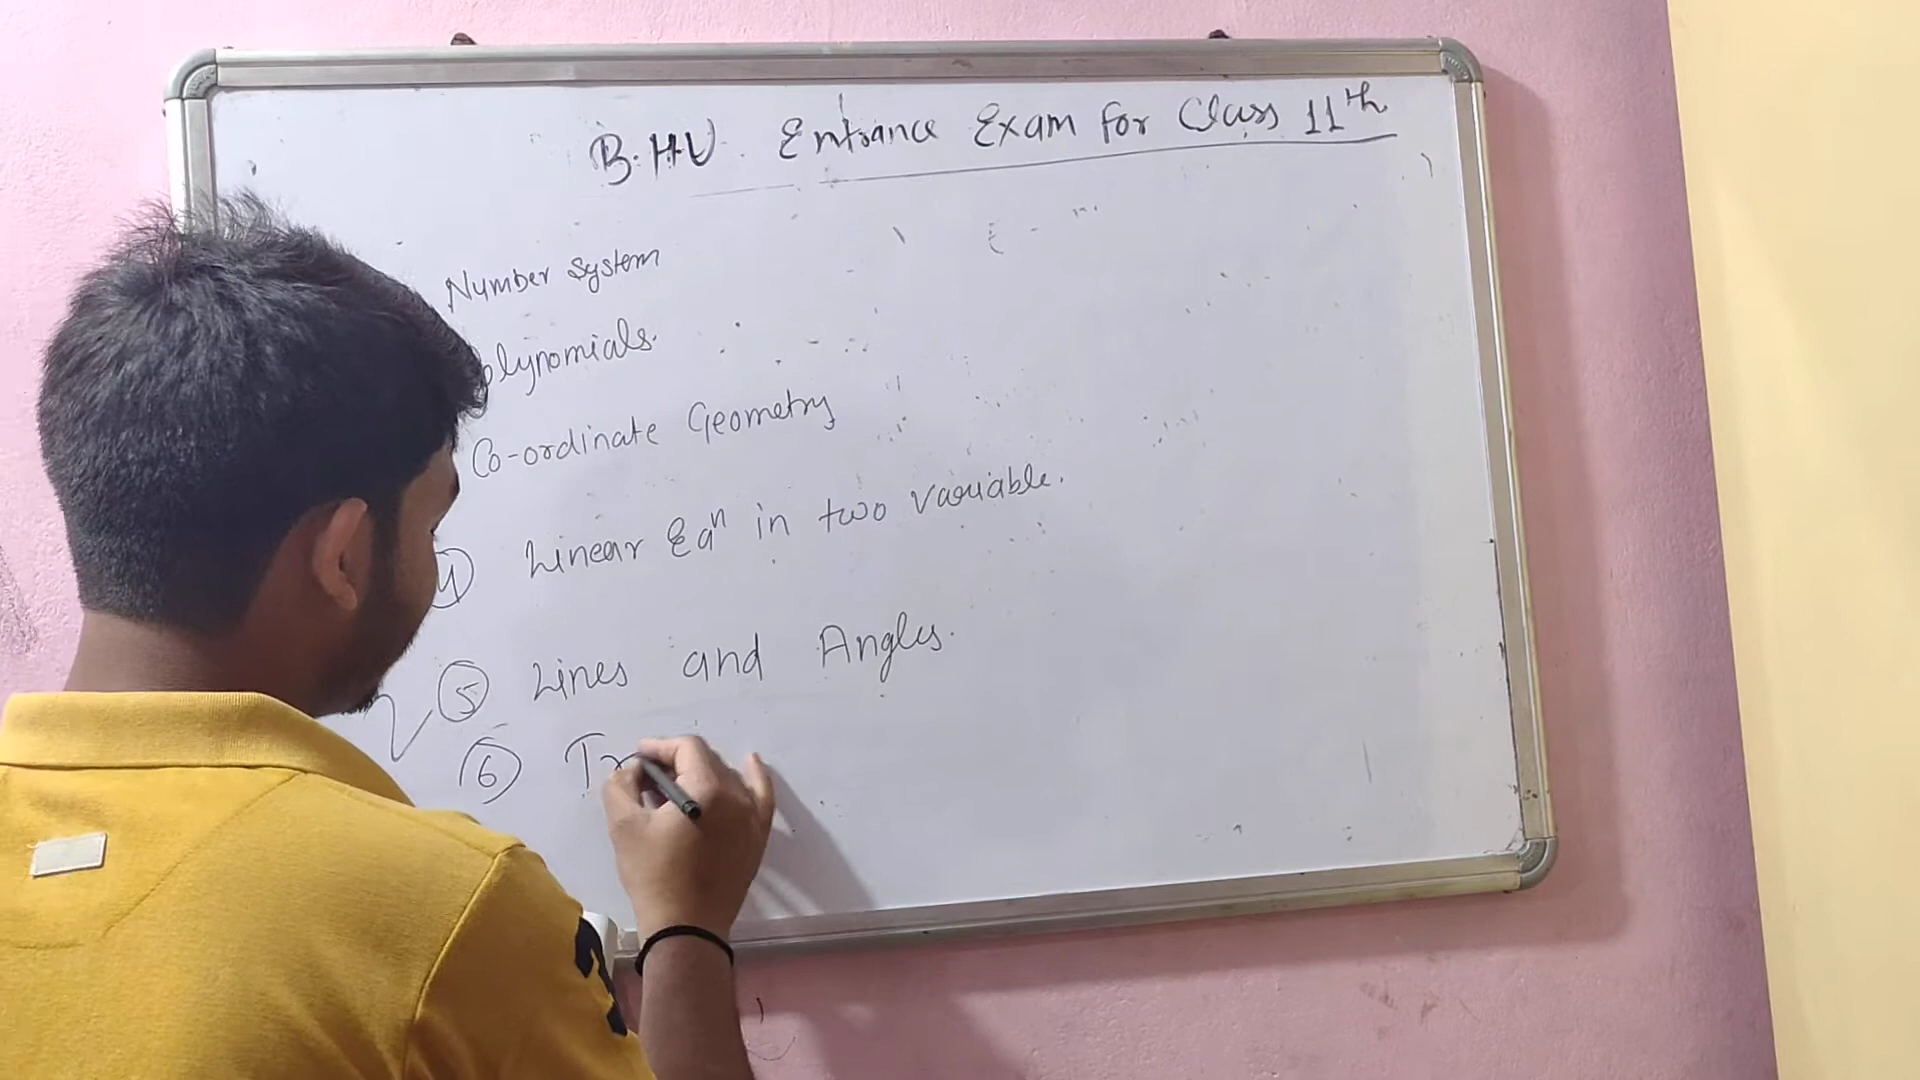 B.H.U. Entrance Exam for Class 11th
Number System
olynomials.
Co-ordinate Geometry
4 Linear Eqn in two variable.
5 Lines and Angles.
6 Tr